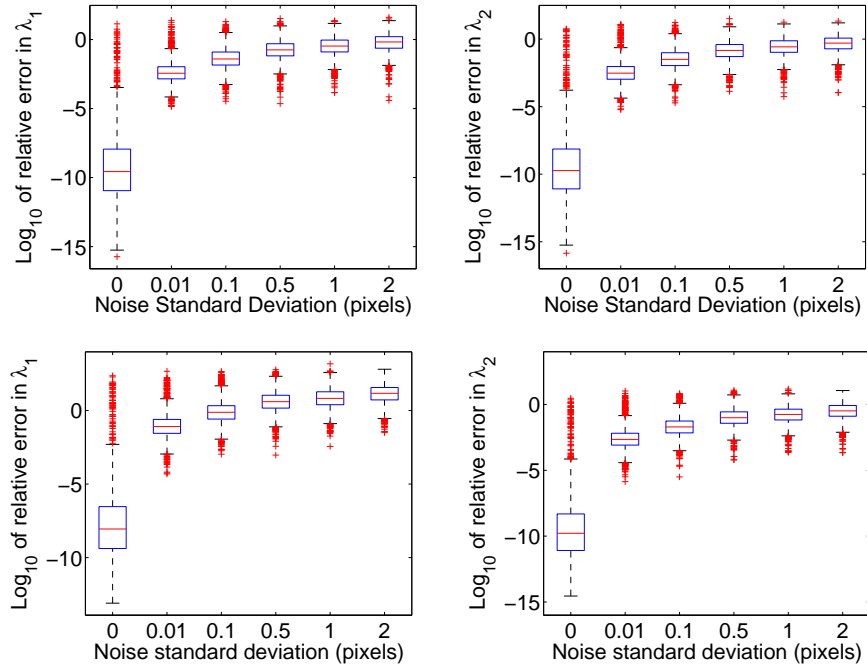 Log10 of relative error in λ1
0
−5
−10
−15
0 0.01 0.1 0.5 1 2
Noise Standard Deviation (pixels)
Log10 of relative error in λ2
0
−5
−10
−15
0 0.01 0.1 0.5 1 2
Noise Standard Deviation (pixels)
Log10 of relative error in λ1
0
−5
−10
0 0.01 0.1 0.5 1 2
Noise standard deviation (pixels)
Log10 of relative error in λ2
0
−5
−10
−15
0 0.01 0.1 0.5 1 2
Noise standard deviation (pixels)